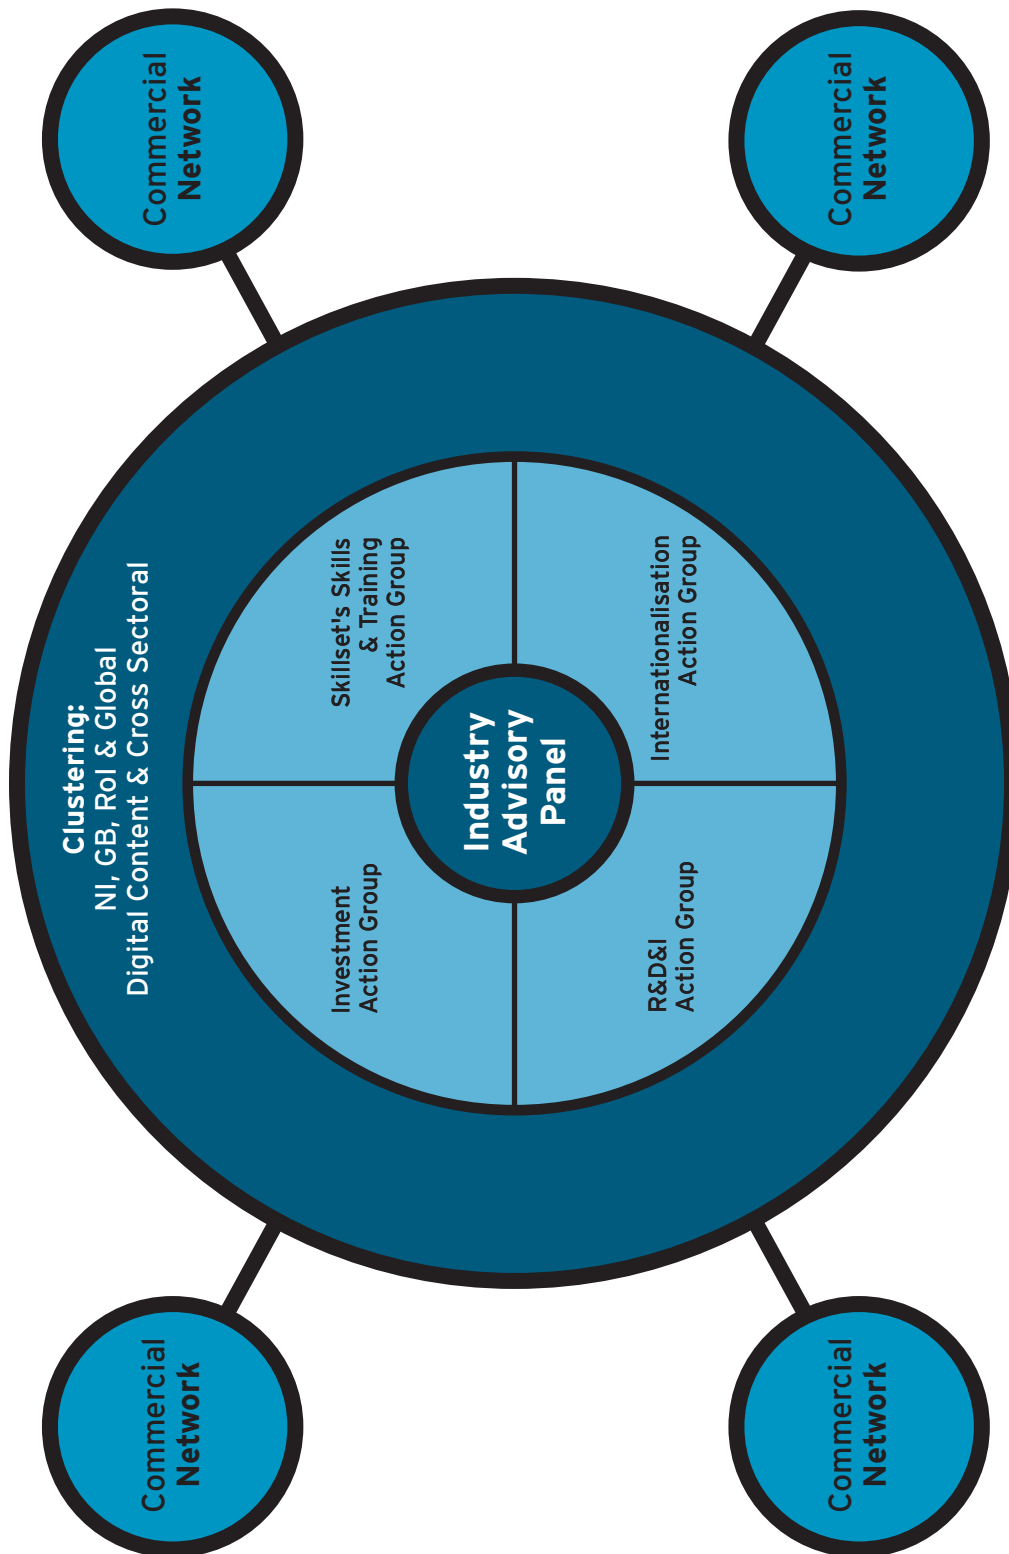 Commercial
Network
Commercial
Network
Clustering:
NI, GB, RoI & Global
Digital Content & Cross Sectoral
Investment
Action Group
Skillset's Skills
& Training
Action Group
Industry
Advisory
Panel
R&D&I
Action Group
Internationalisation
Action Group
Commercial
Network
Commercial
Network